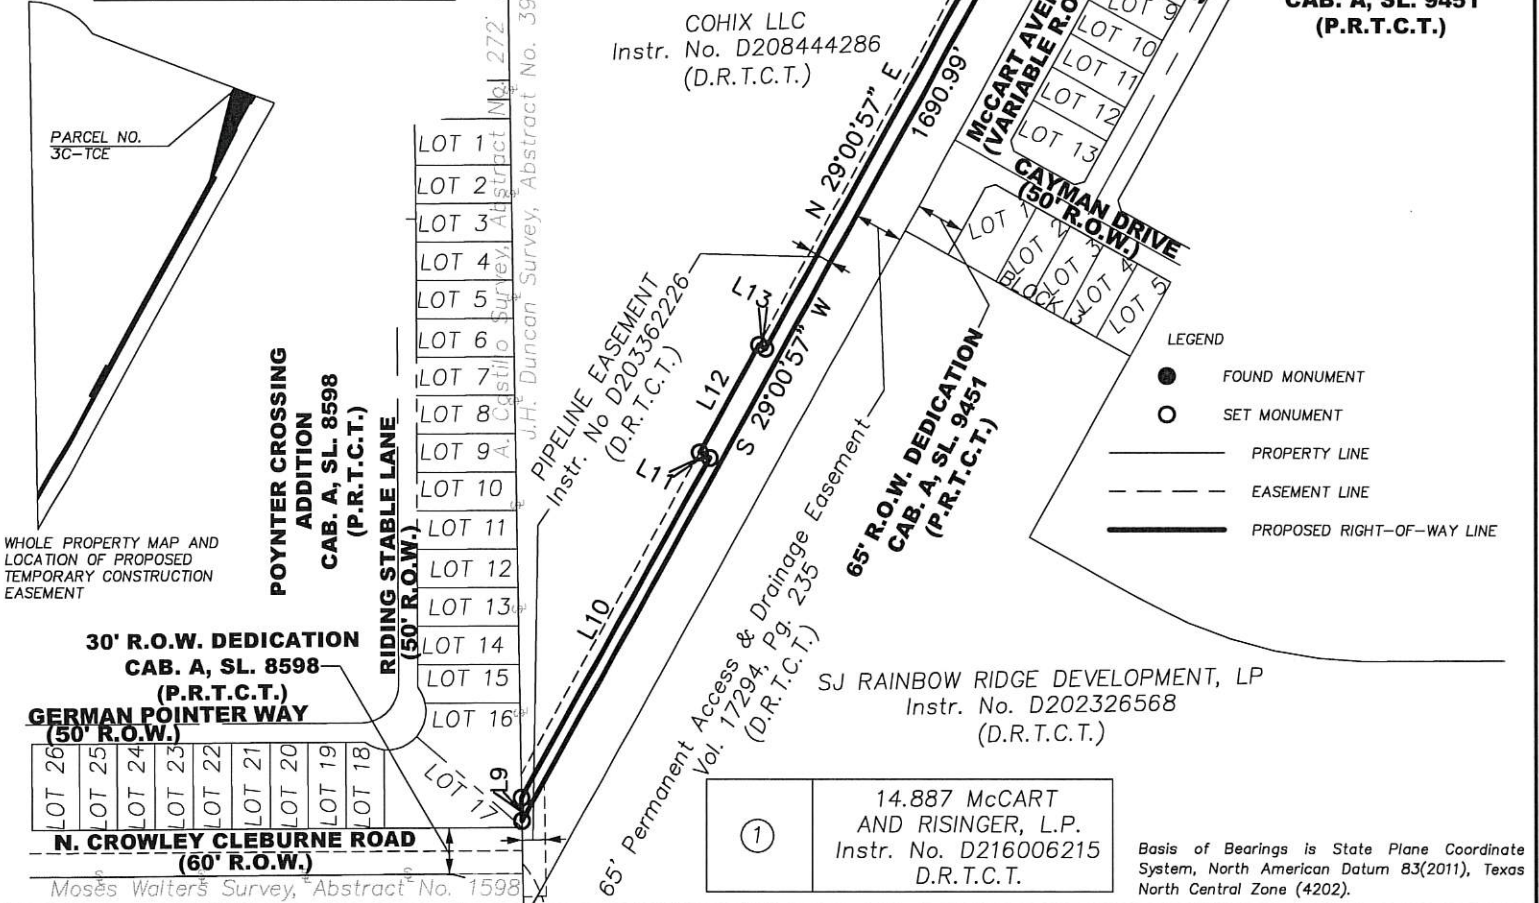 CAB. A, SL. 9451
(P.R.T.C.T.)
COHIX LLC
Instr. No. D208444286
(D.R.T.C.T.)
PARCEL NO.
3C-TCE
WHOLE PROPERTY MAP AND
LOCATION OF PROPOSED
TEMPORARY CONSTRUCTION
EASEMENT
A. Castillo Survey, Abstract No. 272
J.H. Duncan Survey, Abstract No. 39
N 29°00'57" E
1690.99'
S 29°00'57" W
(VARIABLE R.O
LOT 9
LOT 10
LOT 11
LOT 12
LOT 13
CAYMAN DRIVE
(50' R.O.W.)
LOT 1
LOT 2
LOT 3
LOT 4
LOT 5
BLOCK 3
LOT 1
LOT 2
LOT 3
LOT 4
LOT 5
LOT 6
LOT 7
LOT 8
LOT 9
LOT 10
LOT 11
LOT 12
LOT 13
LOT 14
LOT 15
LOT 16
LOT 17
POYNTER CROSSING
ADDITION
CAB. A, SL. 8598
(P.R.T.C.T.)
RIDING STABLE LANE
(50' R.O.W.)
PIPELINE EASEMENT
Instr. No D203362226
(D.R.T.C.T.)
L13
L12
L11
L10
L9
65' Permanent Access & Drainage Easement
Vol. 17294, Pg. 235
(D.R.T.C.T.)
65' R.O.W. DEDICATION
CAB. A, SL. 9451
(P.R.T.C.T.)
LEGEND
FOUND MONUMENT
SET MONUMENT
PROPERTY LINE
EASEMENT LINE
PROPOSED RIGHT-OF-WAY LINE
30' R.O.W. DEDICATION
CAB. A, SL. 8598
(P.R.T.C.T.)
GERMAN POINTER WAY
(50' R.O.W.)
LOT 26
LOT 25
LOT 24
LOT 23
LOT 22
LOT 21
LOT 20
LOT 19
LOT 18
N. CROWLEY CLEBURNE ROAD
(60' R.O.W.)
Moses Walters Survey, Abstract No. 1598
SJ RAINBOW RIDGE DEVELOPMENT, LP
Instr. No. D202326568
(D.R.T.C.T.)
1
14.887 McCART
AND RISINGER, L.P.
Instr. No. D216006215
D.R.T.C.T.
Basis of Bearings is State Plane Coordinate
System, North American Datum 83(2011), Texas
North Central Zone (4202).